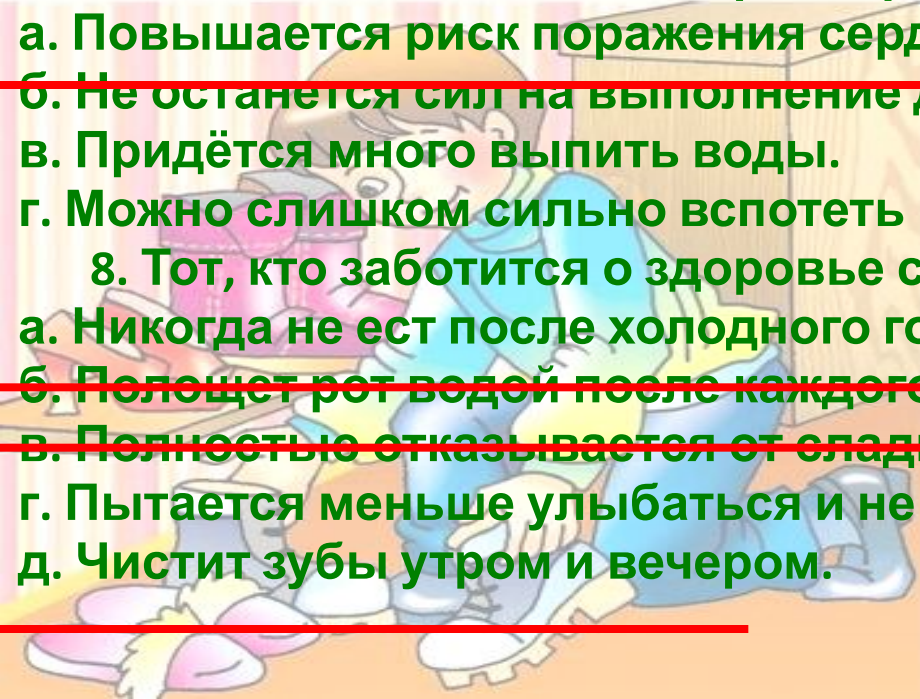 а. Повышается риск поражения серд
б. Не останется сил на выполнение
в. Придётся много выпить воды.
г. Можно слишком сильно вспотеть
8. Тот, кто заботится о здоровье с
а. Никогда не ест после холодного го
б. Полощет рот водой после каждого
в. Полностью отказывается от слад
г. Пытается меньше улыбаться и не
д. Чистит зубы утром и вечером.